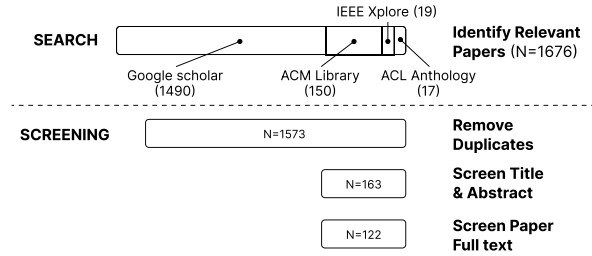 IEEE Xplore (19)
SEARCH
Identify Relevant
Papers (N=1676)
Google scholar
(1490)
ACM Library
(150)
ACL Anthology
(17)
SCREENING
N=1573
Remove
Duplicates
N=163
Screen Title
& Abstract
N=122
Screen Paper
Full text